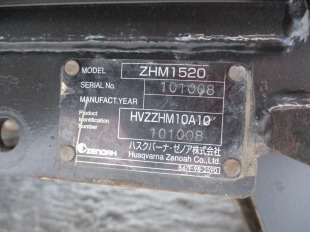 MODEL ZHM1520
SERIAL No. 101008
MANUFACT.YEAR
Product Identification Number HVZZHM10A10 101008
ZENOAH ハスクバーナ・ゼノア株式会社
Husqvarna Zenoah Co., Ltd.